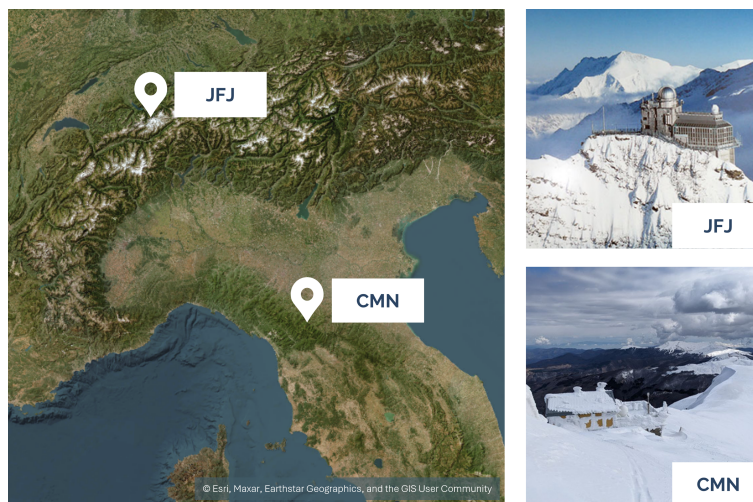 JFJ
CMN
© Esri, Maxar, Earthstar Geographics, and the GIS User Community
JFJ
CMN